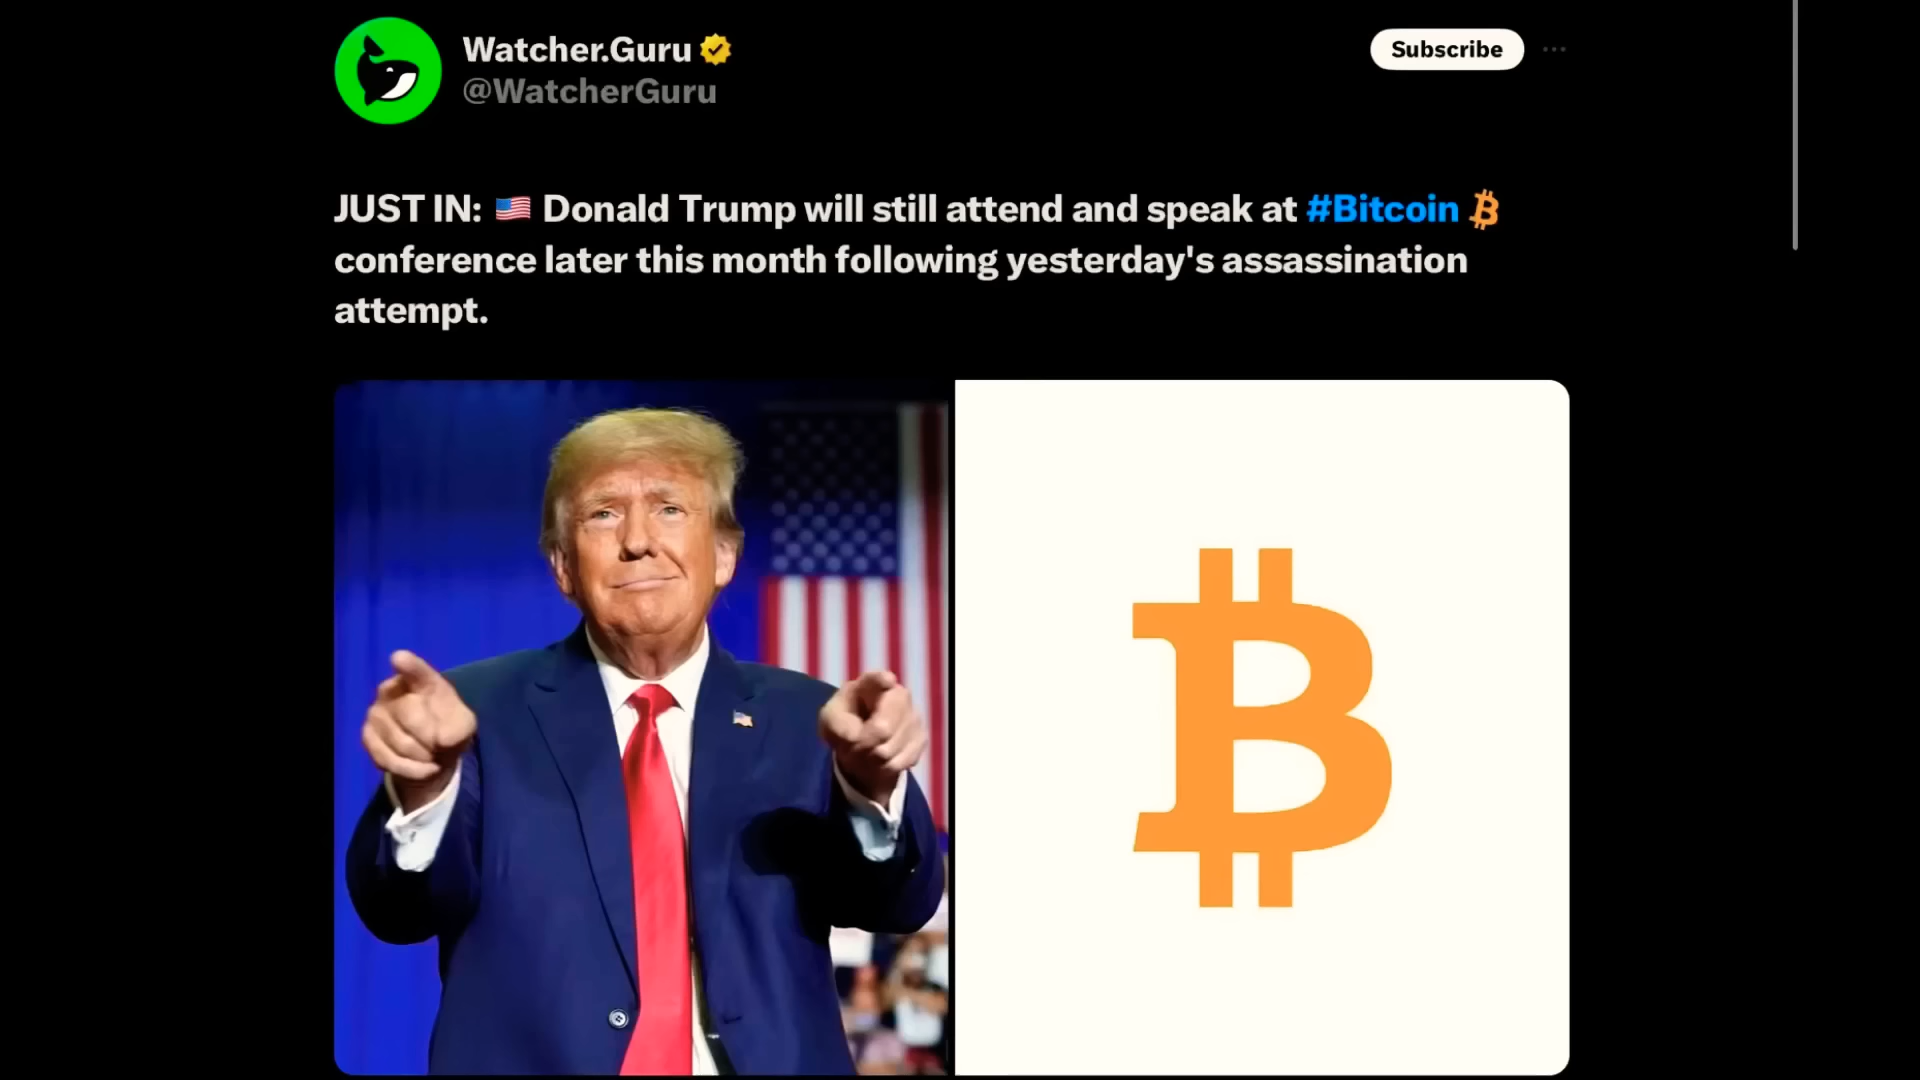 Watcher.Guru
@WatcherGuru
Subscribe
JUST IN: 🇺🇸 Donald Trump will still attend and speak at #Bitcoin
conference later this month following yesterday's assassination
attempt.